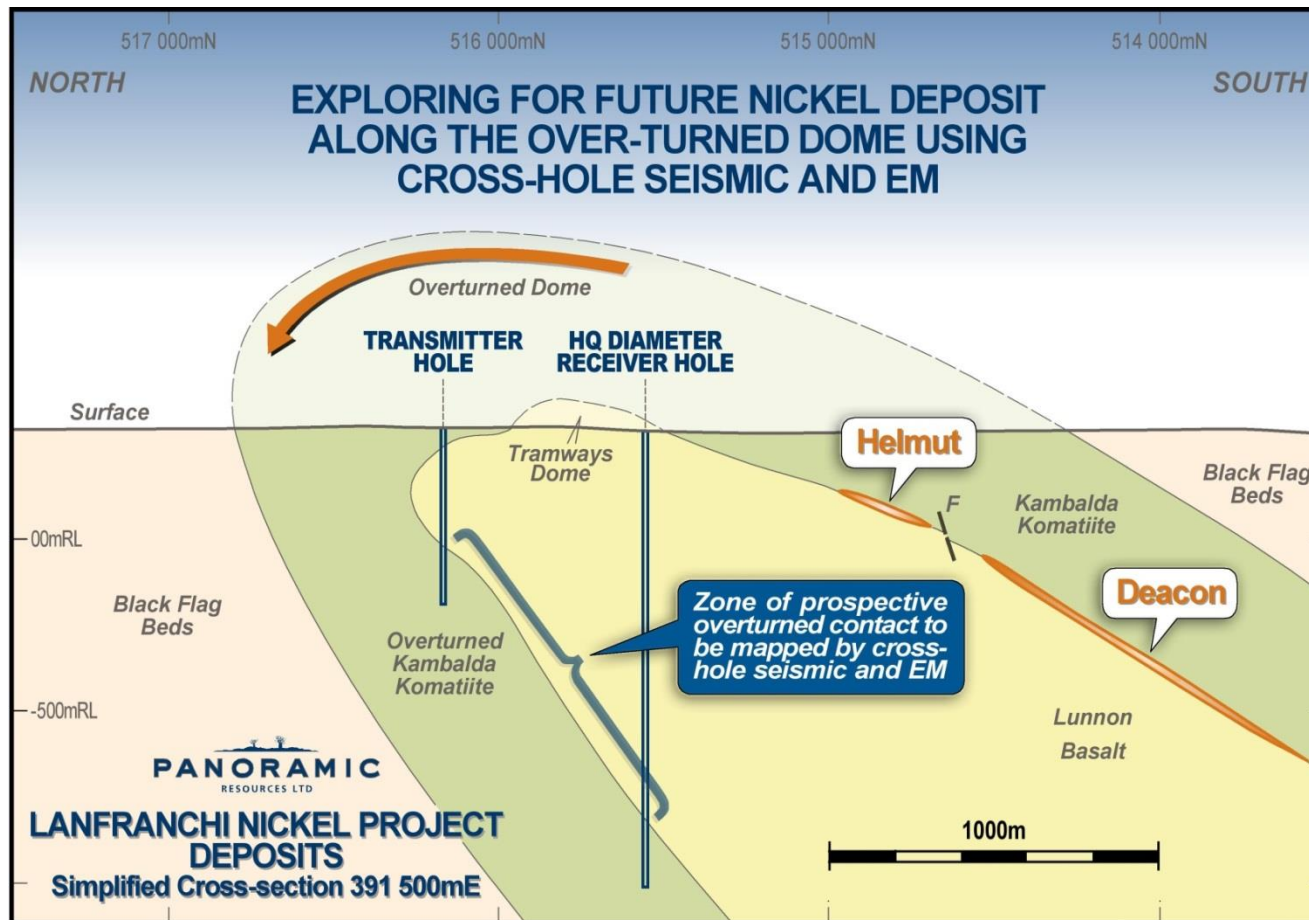 517 000mN
516 000mN
515 000mN
514 000mN
NORTH
SOUTH
EXPLORING FOR FUTURE NICKEL DEPOSIT
ALONG THE OVER-TURNED DOME USING
CROSS-HOLE SEISMIC AND EM
Overturned Dome
TRANSMITTER
HOLE
HQ DIAMETER
RECEIVER HOLE
Surface
Tramways
Dome
Helmut
F
Kambalda
Komatiite
Black Flag
Beds
00mRL
Deacon
Black Flag
Beds
Overturned
Kambalda
Komatiite
Zone of prospective
overturned contact to
be mapped by cross-
hole seismic and EM
-500mRL
Lunnon
Basalt
PANORAMIC
RESOURCES LTD
LANFRANCHI NICKEL PROJECT
DEPOSITS
Simplified Cross-section 391 500mE
1000m